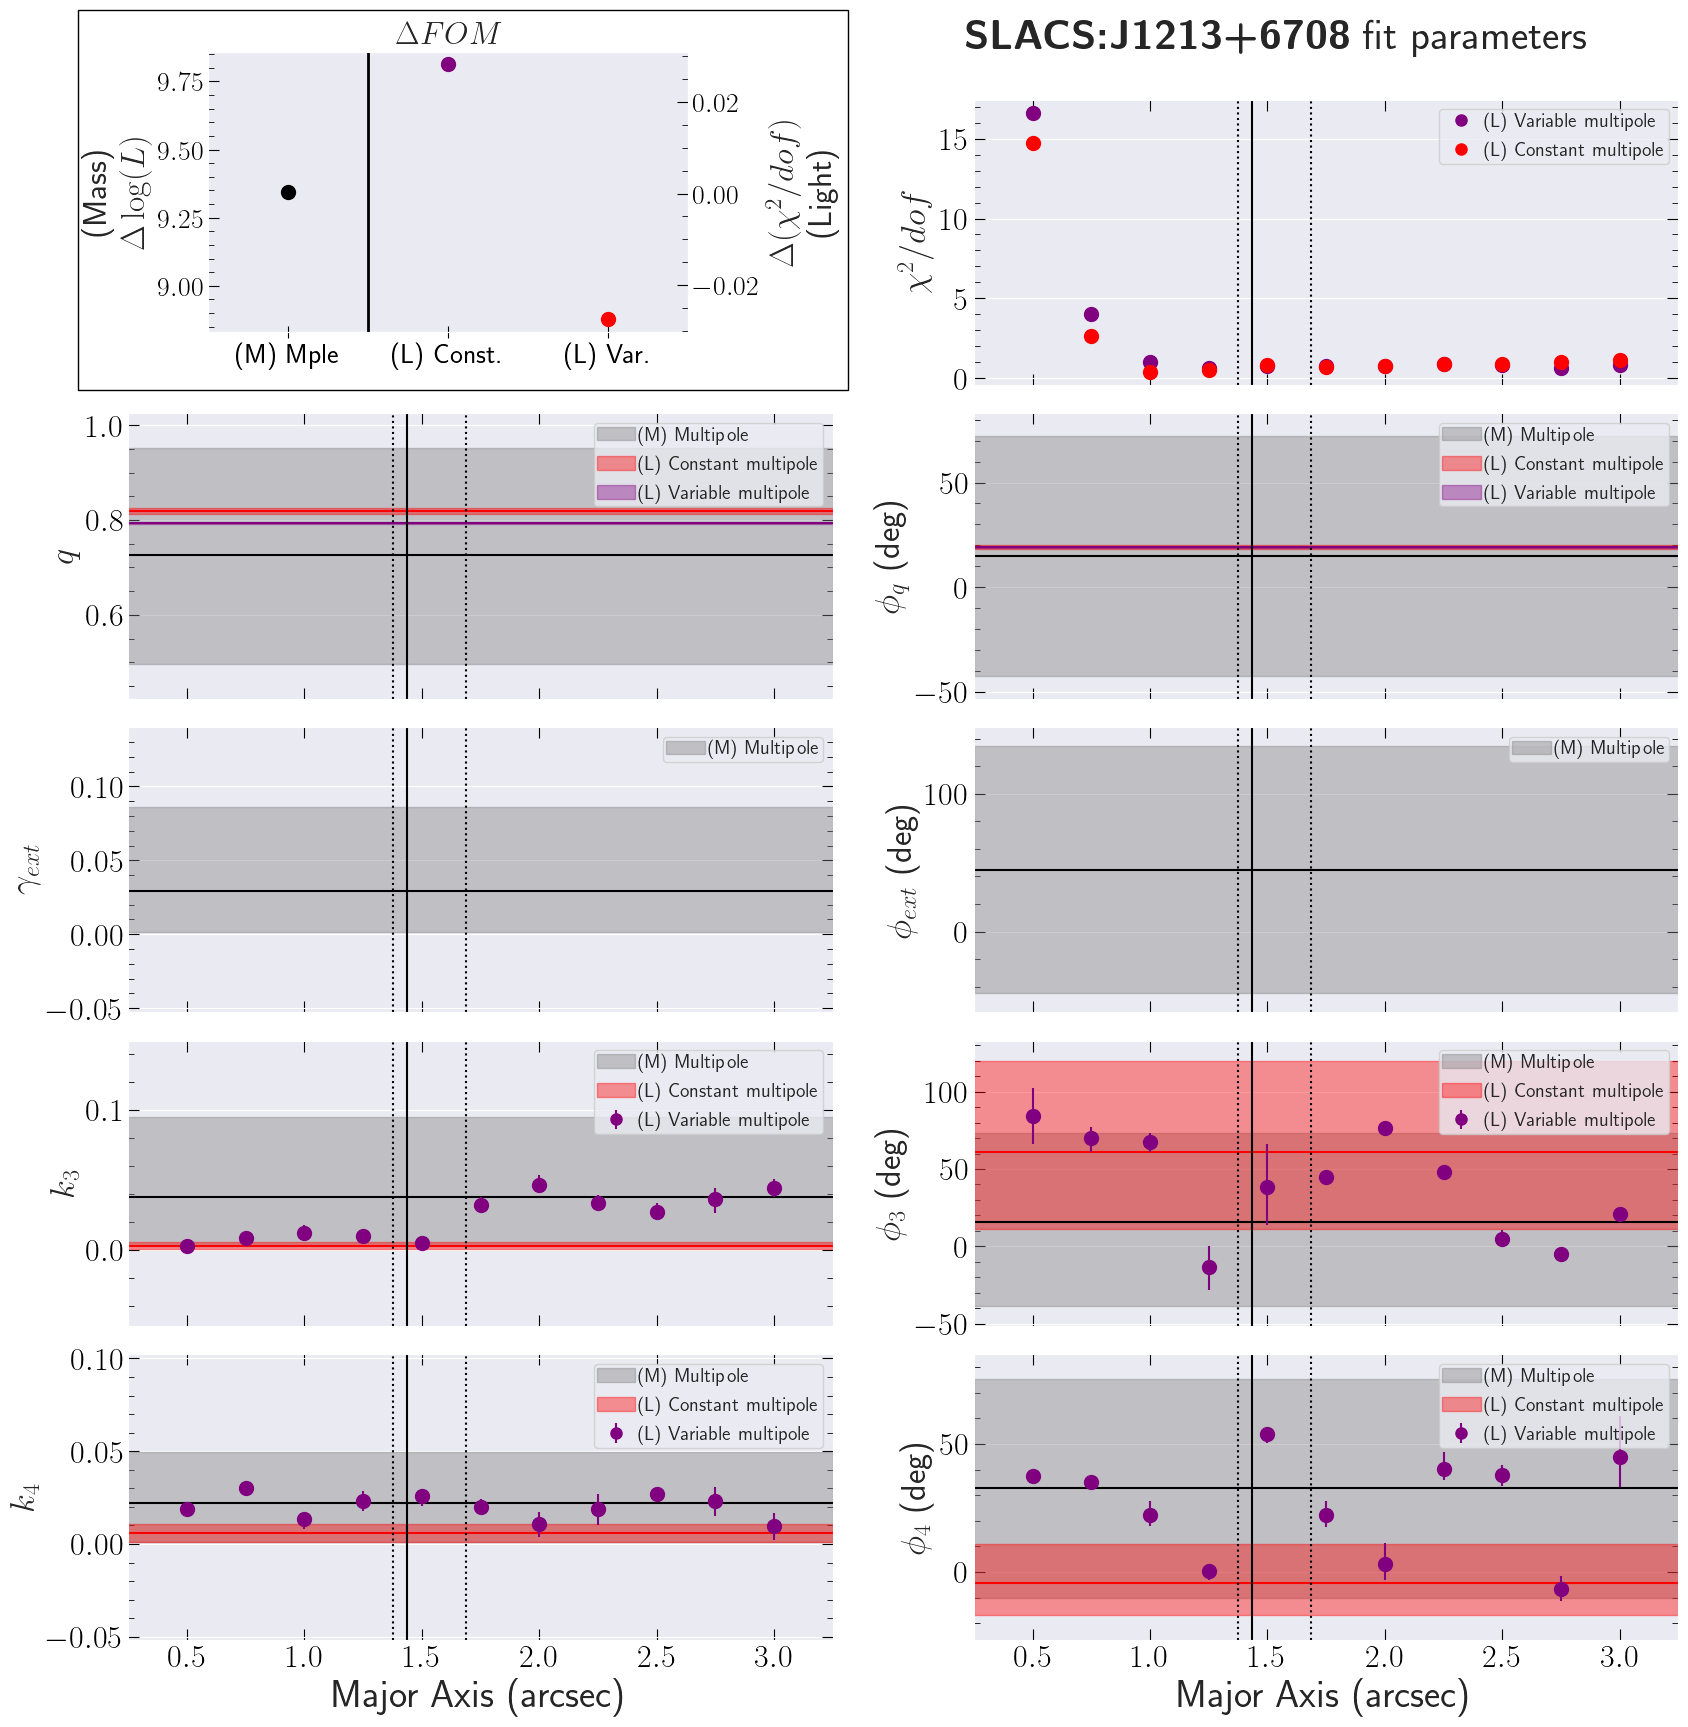 SLACS:J1213+6708 fit parameters
ΔFOM
(Mass)
Δ log(L)
9.75
9.50
9.25
9.00
0.02
0.00
−0.02
Δ(χ²/dof)
(Light)
(M) Mple (L) Const. (L) Var.
χ²/dof
15
10
5
0
(L) Variable multipole
(L) Constant multipole
q
1.0
0.8
0.6
(M) Multipole
(L) Constant multipole
(L) Variable multipole
ϕ_q (deg)
50
0
−50
(M) Multipole
(L) Constant multipole
(L) Variable multipole
γ_ext
0.10
0.05
0.00
−0.05
(M) Multipole
ϕ_ext (deg)
100
0
(M) Multipole
k₃
0.1
0.0
(M) Multipole
(L) Constant multipole
(L) Variable multipole
ϕ₃ (deg)
100
50
0
−50
(M) Multipole
(L) Constant multipole
(L) Variable multipole
k₄
0.10
0.05
0.00
−0.05
(M) Multipole
(L) Constant multipole
(L) Variable multipole
0.5 1.0 1.5 2.0 2.5 3.0
Major Axis (arcsec)
ϕ₄ (deg)
50
0
(M) Multipole
(L) Constant multipole
(L) Variable multipole
0.5 1.0 1.5 2.0 2.5 3.0
Major Axis (arcsec)